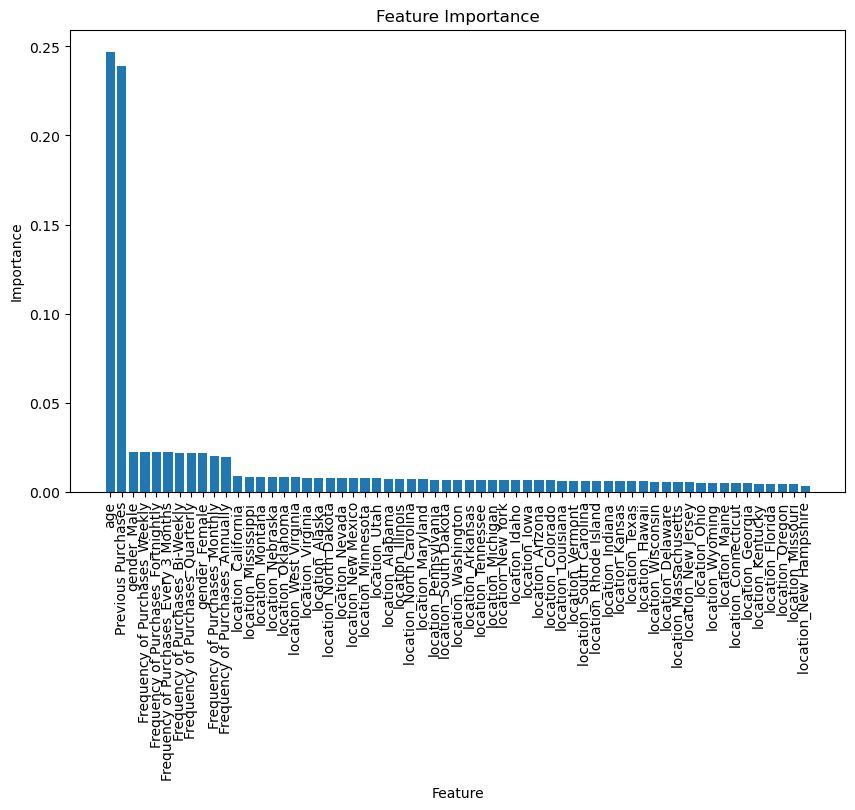 Feature Importance
0.25
0.20
0.15
0.10
0.05
0.00
Importance
age
Previous Purchases
gender_Male
Frequency of Purchases_Weekly
Frequency of Purchases_Fortnightly
Frequency of Purchases_Every 3 Months
Frequency of Purchases_Bi-Weekly
Frequency of Purchases_Quarterly
gender_Female
Frequency of Purchases_Monthly
Frequency of Purchases_Annually
location_California
location_Mississippi
location_Montana
location_Nebraska
location_Oklahoma
location_West Virginia
location_Virginia
location_Alaska
location_North Dakota
location_Nevada
location_New Mexico
location_Minnesota
location_Utah
location_Alabama
location_Illinois
location_North Carolina
location_Maryland
location_Pennsylvania
location_South Dakota
location_Washington
location_Arkansas
location_Tennessee
location_Michigan
location_New York
location_Idaho
location_Iowa
location_Arizona
location_Colorado
location_Louisiana
location_Vermont
location_South Carolina
location_Rhode Island
location_Indiana
location_Kansas
location_Texas
location_Hawaii
location_Wisconsin
location_Delaware
location_Massachusetts
location_New Jersey
location_Ohio
location_Wyoming
location_Maine
location_Connecticut
location_Georgia
location_Kentucky
location_Florida
location_Oregon
location_Missouri
location_New Hampshire
Feature